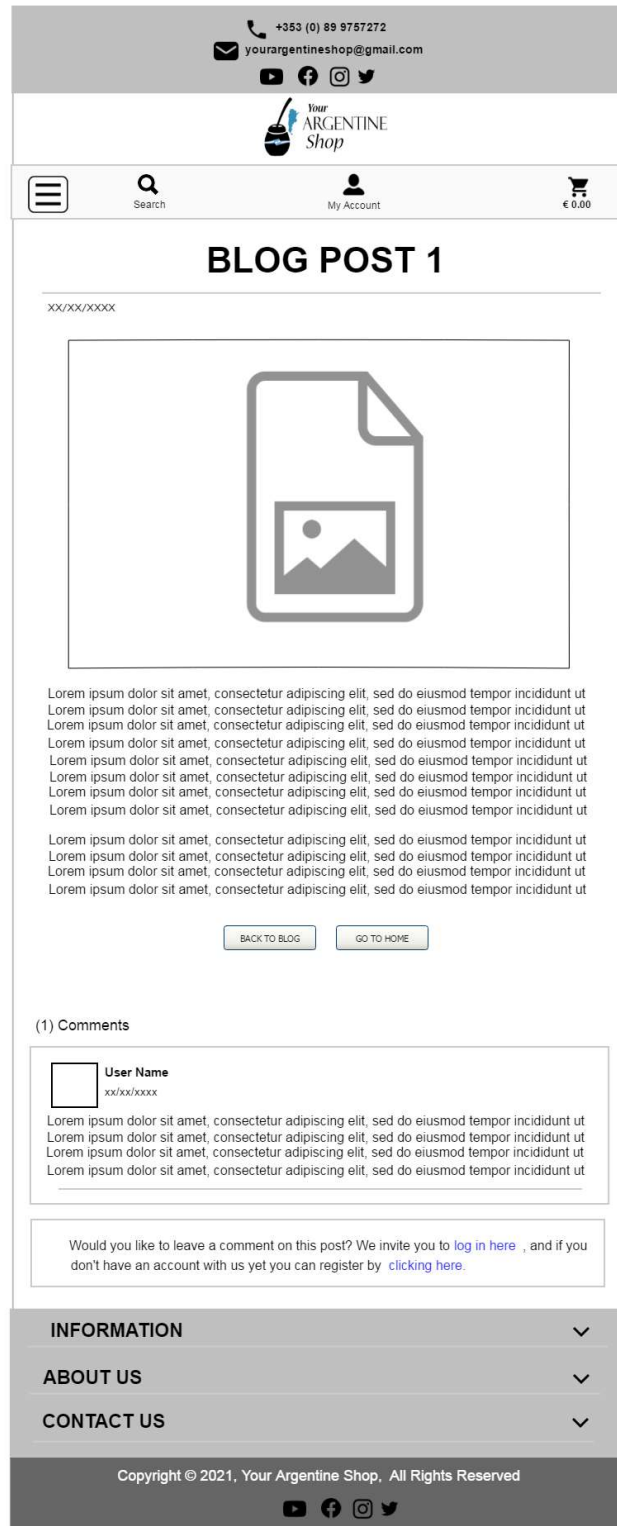 +353 (0) 89 9757272
yourargentineshop@gmail.com
Your
ARGENTINE
Shop
Search
My Account
€ 0.00
BLOG POST 1
XX/XX/XXXX
Lorem ipsum dolor sit amet, consectetur adipiscing elit, sed do eiusmod tempor incididunt ut
Lorem ipsum dolor sit amet, consectetur adipiscing elit, sed do eiusmod tempor incididunt ut
Lorem ipsum dolor sit amet, consectetur adipiscing elit, sed do eiusmod tempor incididunt ut
Lorem ipsum dolor sit amet, consectetur adipiscing elit, sed do eiusmod tempor incididunt ut
Lorem ipsum dolor sit amet, consectetur adipiscing elit, sed do eiusmod tempor incididunt ut
Lorem ipsum dolor sit amet, consectetur adipiscing elit, sed do eiusmod tempor incididunt ut
Lorem ipsum dolor sit amet, consectetur adipiscing elit, sed do eiusmod tempor incididunt ut
Lorem ipsum dolor sit amet, consectetur adipiscing elit, sed do eiusmod tempor incididunt ut
Lorem ipsum dolor sit amet, consectetur adipiscing elit, sed do eiusmod tempor incididunt ut
Lorem ipsum dolor sit amet, consectetur adipiscing elit, sed do eiusmod tempor incididunt ut
Lorem ipsum dolor sit amet, consectetur adipiscing elit, sed do eiusmod tempor incididunt ut
Lorem ipsum dolor sit amet, consectetur adipiscing elit, sed do eiusmod tempor incididunt ut
BACK TO BLOG GO TO HOME
(1) Comments
User Name
xx/xx/xxxx
Lorem ipsum dolor sit amet, consectetur adipiscing elit, sed do eiusmod tempor incididunt ut
Lorem ipsum dolor sit amet, consectetur adipiscing elit, sed do eiusmod tempor incididunt ut
Lorem ipsum dolor sit amet, consectetur adipiscing elit, sed do eiusmod tempor incididunt ut
Lorem ipsum dolor sit amet, consectetur adipiscing elit, sed do eiusmod tempor incididunt ut
Would you like to leave a comment on this post? We invite you to log in here , and if you
don't have an account with us yet you can register by clicking here.
INFORMATION
ABOUT US
CONTACT US
Copyright © 2021, Your Argentine Shop, All Rights Reserved